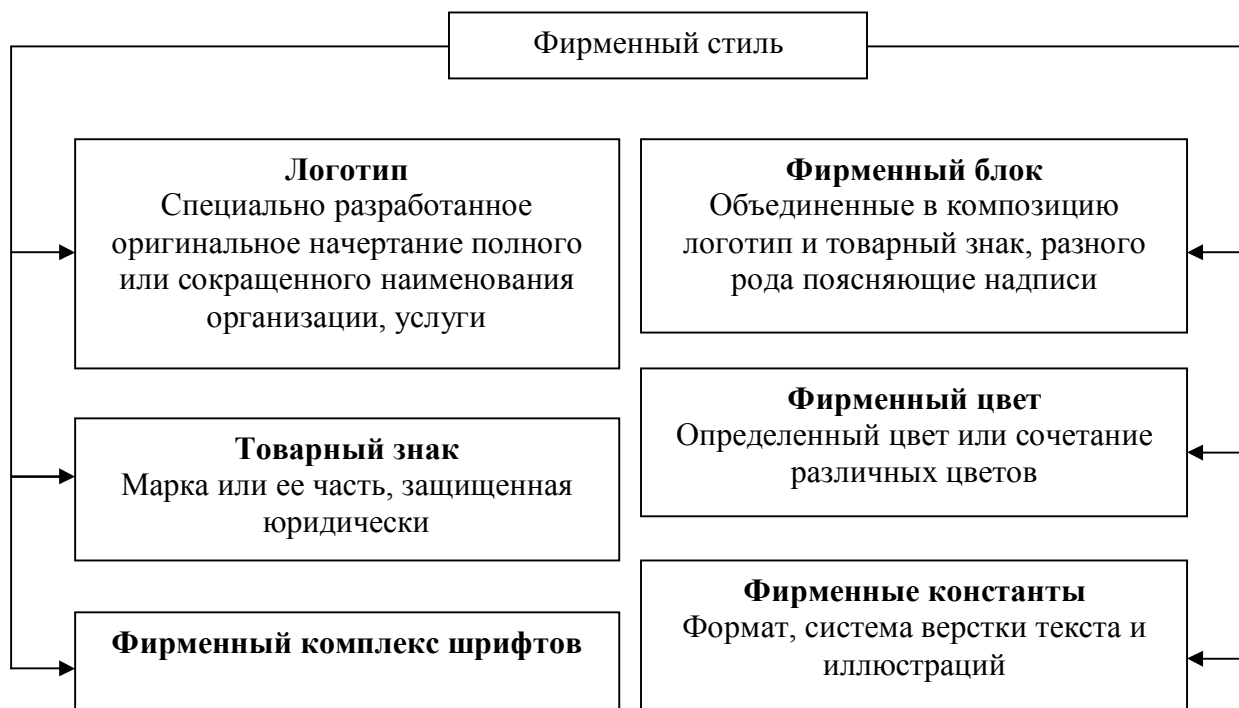 Фирменный стиль
Логотип
Специально разработанное
оригинальное начертание полного
или сокращенного наименования
организации, услуги
Товарный знак
Марка или ее часть, защищенная
юридически
Фирменный комплекс шрифтов
Фирменный блок
Объединенные в композицию
логотип и товарный знак, разного
рода поясняющие надписи
Фирменный цвет
Определенный цвет или сочетание
различных цветов
Фирменные константы
Формат, система верстки текста и
иллюстраций